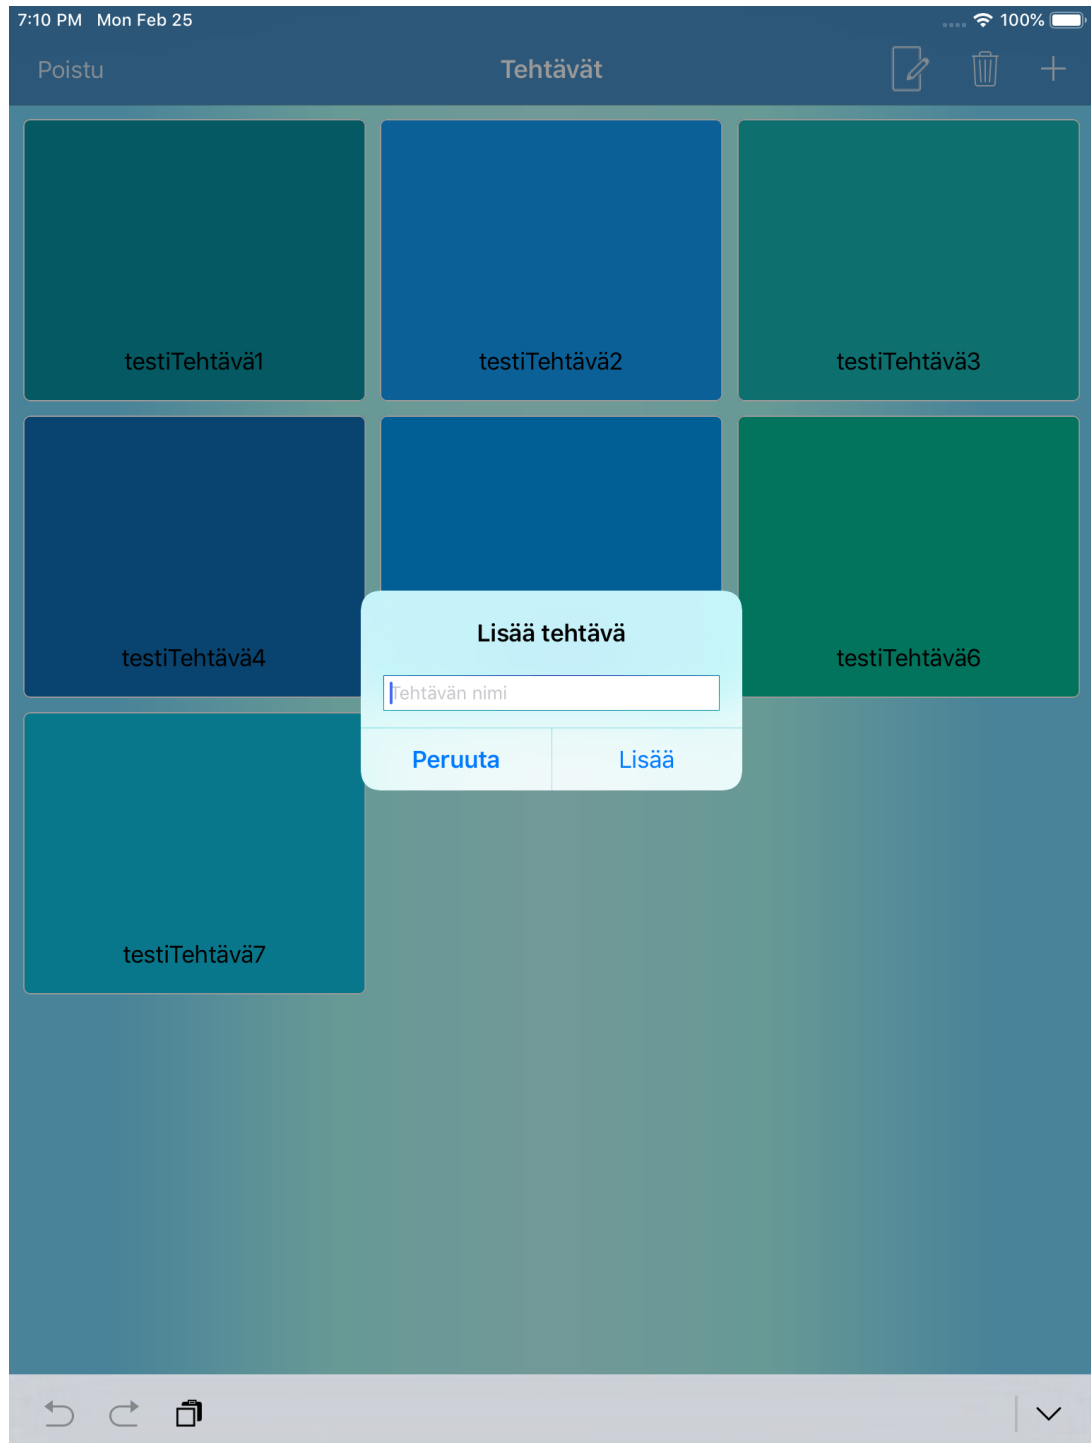 7:10 PM Mon Feb 25 100%
Poistu Tehtävät
testiTehtävä1 testiTehtävä2 testiTehtävä3
testiTehtävä4 testiTehtävä6
Lisää tehtävä
Tehtävän nimi
Peruuta Lisää
testiTehtävä7